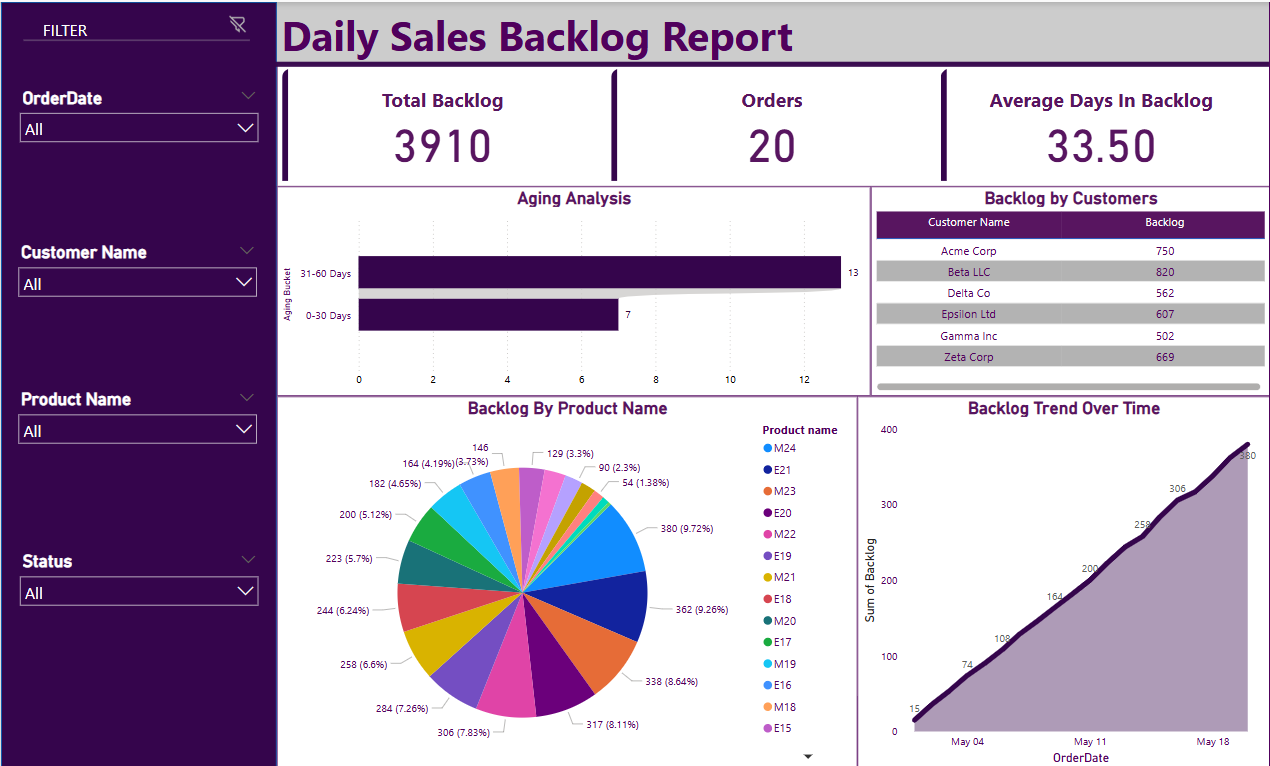 FILTER
Daily Sales Backlog Report
OrderDate
All
Customer Name
All
Product Name
All
Status
All
Total Backlog
3910
Orders
20
Average Days In Backlog
33.50
Aging Analysis
Aging Bucket
31-60 Days
13
0-30 Days
7
0 2 4 6 8 10 12
Backlog by Customers
Customer Name Backlog
Acme Corp 750
Beta LLC 820
Delta Co 562
Epsilon Ltd 607
Gamma Inc 502
Zeta Corp 669
Backlog By Product Name
146
(3.73%)
129 (3.3%)
164 (4.19%)
90 (2.3%)
182 (4.65%)
54 (1.38%)
200 (5.12%)
380 (9.72%)
223 (5.7%)
244 (6.24%)
362 (9.26%)
258 (6.6%)
338 (8.64%)
284 (7.26%)
317 (8.11%)
306 (7.83%)
Product name
M24
E21
M23
E20
M22
E19
M21
E18
M20
E17
M19
E16
M18
E15
Backlog Trend Over Time
Sum of Backlog
400
300
200
100
0
15
74
108
164
200
258
306
380
May 04 May 11 May 18
OrderDate